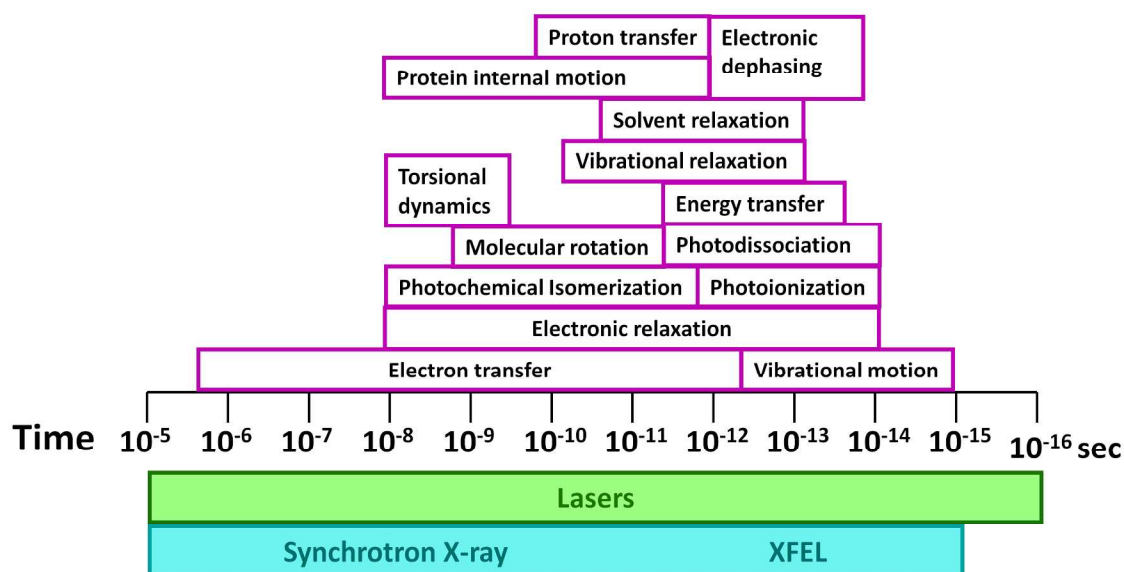 Proton transfer
Electronic
dephasing
Protein internal motion
Solvent relaxation
Vibrational relaxation
Torsional
dynamics
Energy transfer
Molecular rotation
Photodissociation
Photochemical Isomerization
Photoionization
Electronic relaxation
Electron transfer
Vibrational motion
Time 10⁻⁵ 10⁻⁶ 10⁻⁷ 10⁻⁸ 10⁻⁹ 10⁻¹⁰ 10⁻¹¹ 10⁻¹² 10⁻¹³ 10⁻¹⁴ 10⁻¹⁵ 10⁻¹⁶ sec
Lasers
Synchrotron X-ray XFEL